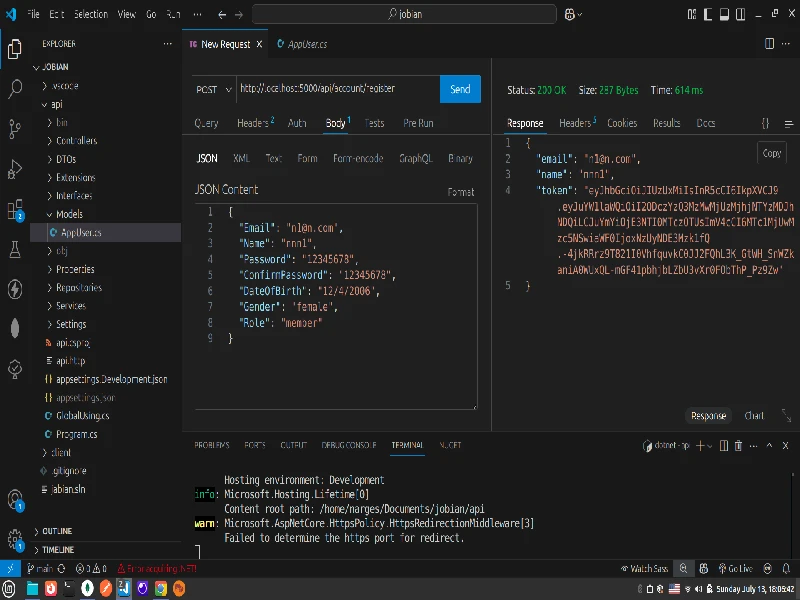 File Edit Selection View Go Run ... jobian
EXPLORER ...
JOBIAN
.vscode
api
bin
Controllers
DTOs
Extensions
Interfaces
Models
AppUser.cs
obj
Properties
Repositories
Services
Settings
api.csproj
api.http
appsettings.Development.json
appsettings.json
GlobalUsing.cs
Program.cs
client
.gitignore
jabian.sln
OUTLINE
TIMELINE
TC New Request AppUser.cs
POST http://localhost:5000/api/account/register Send
Query Headers 2 Auth Body 1 Tests Pre Run
JSON XML Text Form Form-encode GraphQL Binary
JSON Content Format
1 {
2 "Email": "n1@n.com",
3 "Name": "nnn1",
4 "Password": "12345678",
5 "ConfirmPassword": "12345678",
6 "DateOfBirth": "12/4/2006",
7 "Gender": "female",
8 "Role": "member"
9 }
Status: 200 OK Size: 287 Bytes Time: 614 ms
Response Headers 5 Cookies Results Docs {}
Copy
1 {
2 "email": "n1@n.com",
3 "name": "nnn1",
4 "token":
5 }
Response Chart
PROBLEMS PORTS OUTPUT DEBUG CONSOLE TERMINAL NUGET dotnet - api
Hosting environment: Development
info: Microsoft.Hosting.Lifetime[0]
Content root path: /home/narges/Documents/jobian/api
warn: Microsoft.AspNetCore.HttpsPolicy.HttpsRedirectionMiddleware[3]
Failed to determine the https port for redirect.
main 0 0 Error acquiring .NET! Watch Sass Go Live
Sunday July 13, 18:05:42